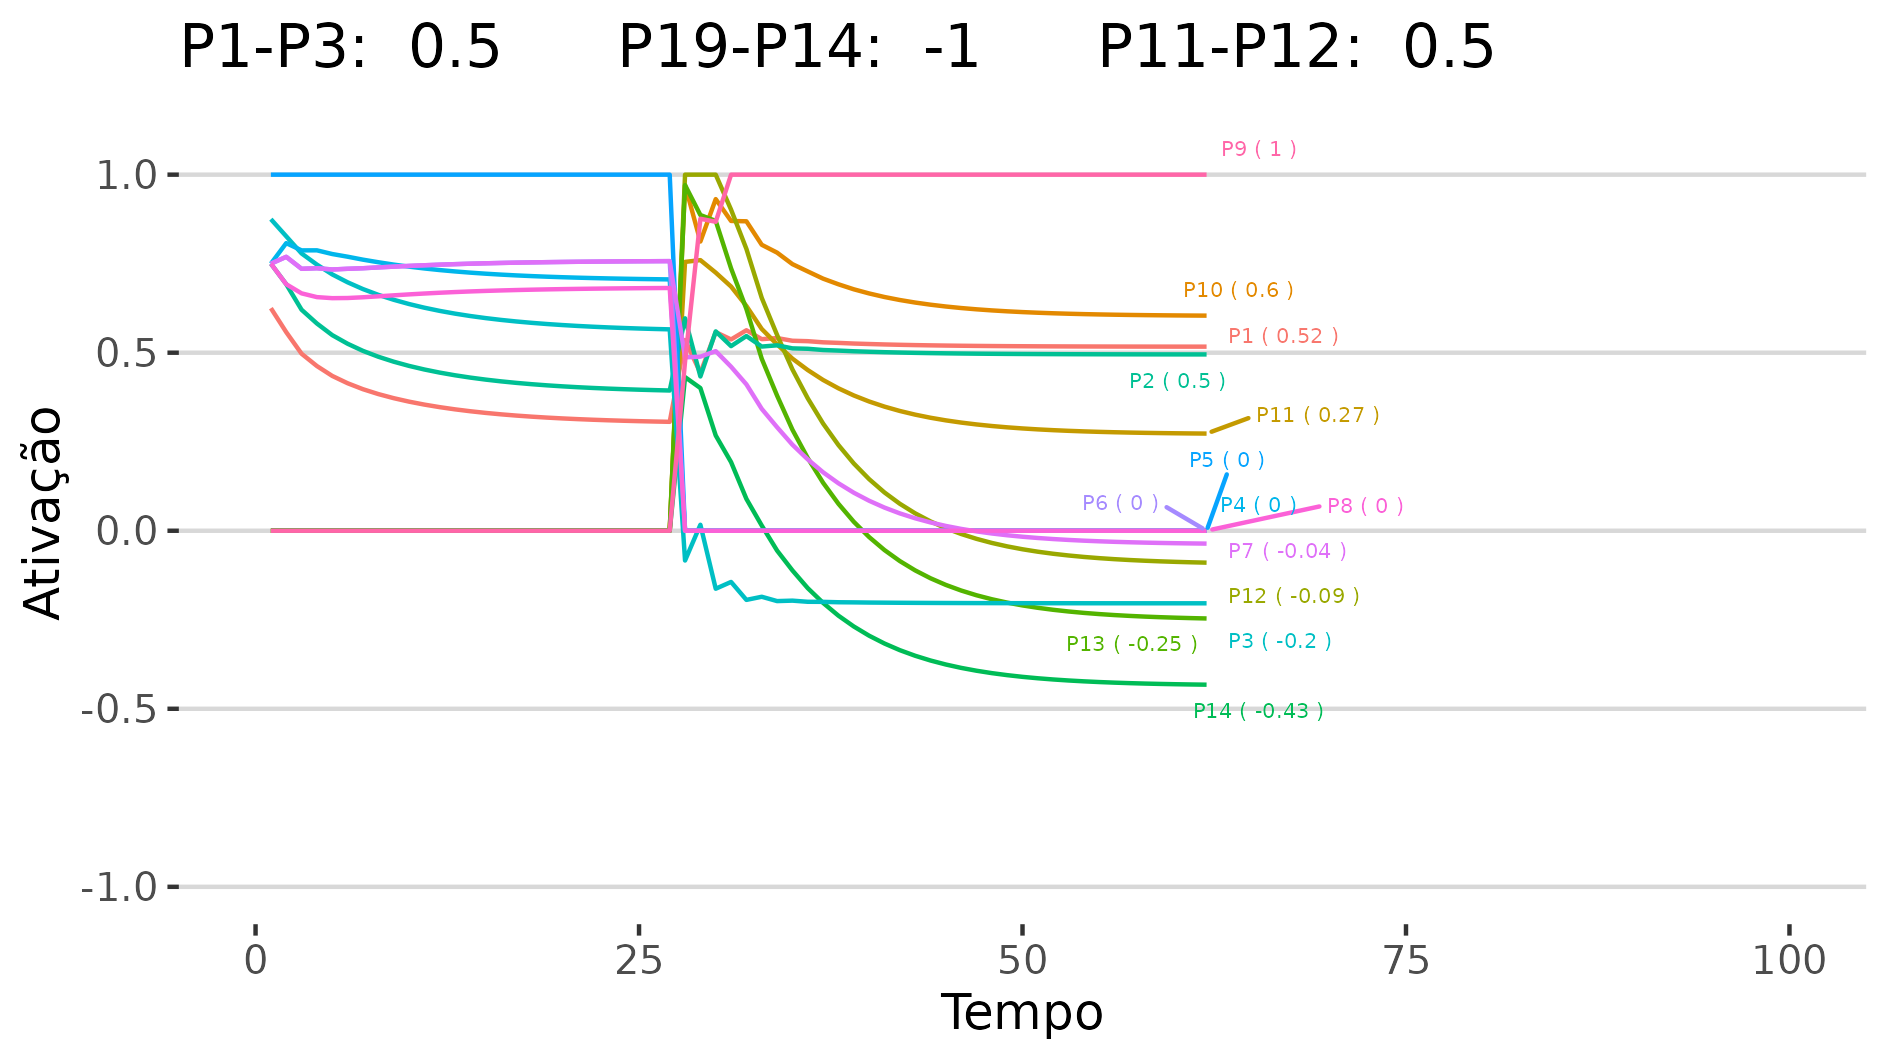 P1-P3: 0.5 P19-P14: -1 P11-P12: 0.5
P9 ( 1 )
1.0
P10 ( 0.6 )
P1 ( 0.52 )
0.5
P2 ( 0.5 )
P11 ( 0.27 )
P5 ( 0 )
P6 ( 0 ) P4 ( 0 ) P8 ( 0 )
0.0
P7 ( -0.04 )
P12 ( -0.09 )
P13 ( -0.25 ) P3 ( -0.2 )
-0.5
P14 ( -0.43 )
-1.0
Ativação
0 25 50 75 100
Tempo